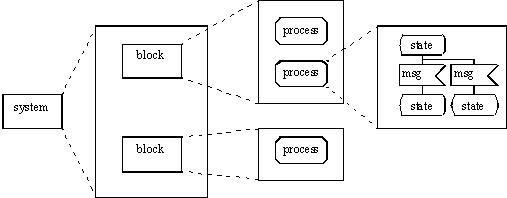 system
block
block
process
process
process
state
msg
msg
state
state